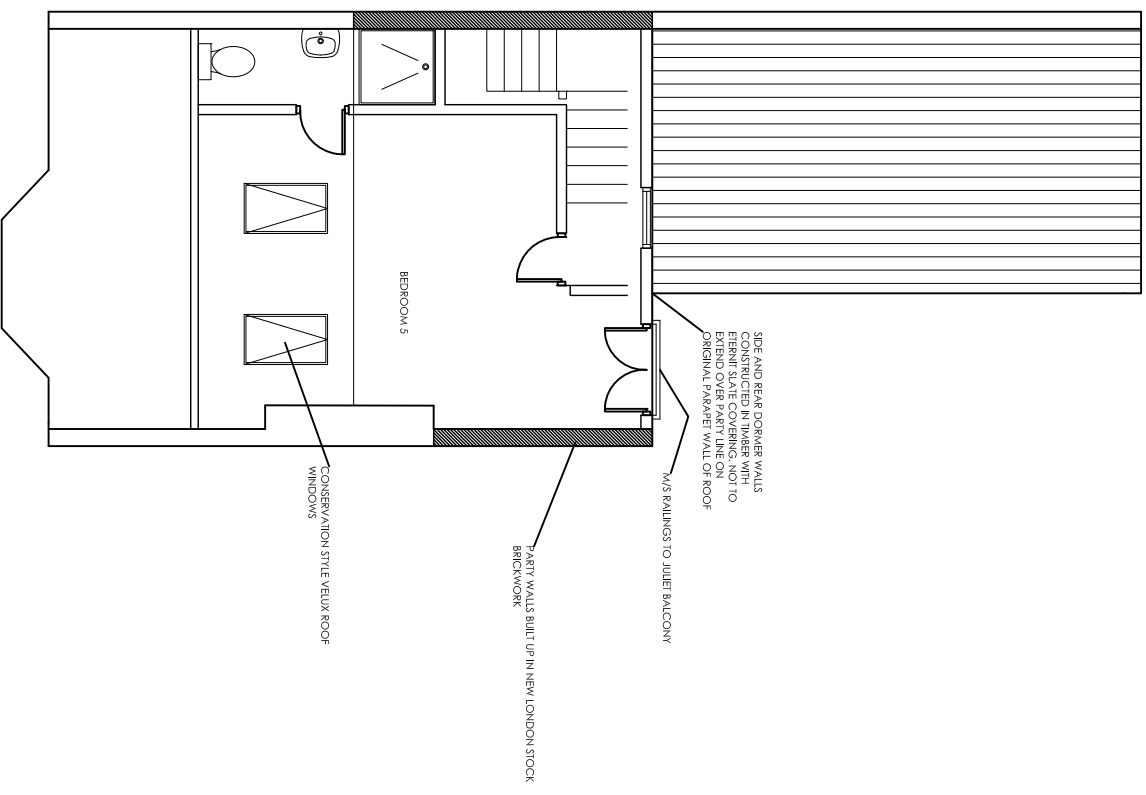 SIDE AND REAR DORMER WALLS
CONSTRUCTED IN TIMBER WITH
ETERNIT SLATE COVERING. NOT TO
EXTEND OVER PARTY LINE ON
ORIGINAL PARAPET WALL OF ROOF
M/S RAILINGS TO JULIET BALCONY
PARTY WALLS BUILT UP IN NEW LONDON STOCK
BRICKWORK
BEDROOM 5
CONSERVATION STYLE VELUX ROOF
WINDOWS